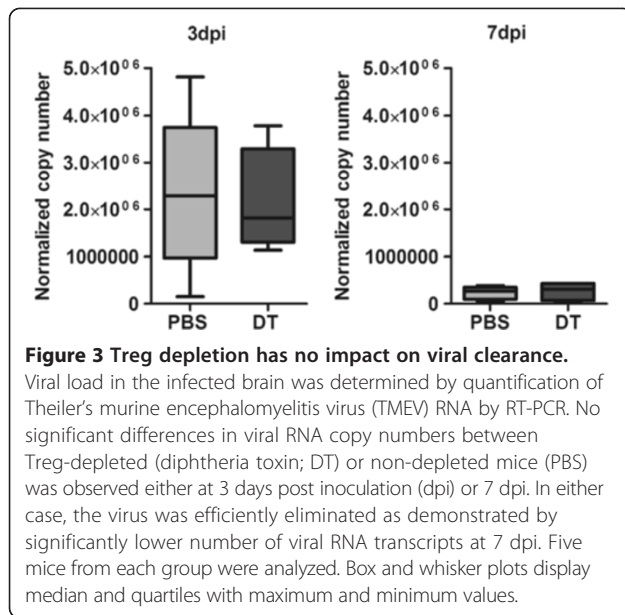 3dpi
7dpi
Normalized copy number
5.0×10⁰⁶
4.0×10⁰⁶
3.0×10⁰⁶
2.0×10⁰⁶
1000000
0
PBS
DT
Normalized copy number
5.0×10⁰⁶
4.0×10⁰⁶
3.0×10⁰⁶
2.0×10⁰⁶
1000000
0
PBS
DT
Figure 3 Treg depletion has no impact on viral clearance.
Viral load in the infected brain was determined by quantification of
Theiler's murine encephalomyelitis virus (TMEV) RNA by RT-PCR. No
significant differences in viral RNA copy numbers between
Treg-depleted (diphtheria toxin; DT) or non-depleted mice (PBS)
was observed either at 3 days post inoculation (dpi) or 7 dpi. In either
case, the virus was efficiently eliminated as demonstrated by
significantly lower number of viral RNA transcripts at 7 dpi. Five
mice from each group were analyzed. Box and whisker plots display
median and quartiles with maximum and minimum values.